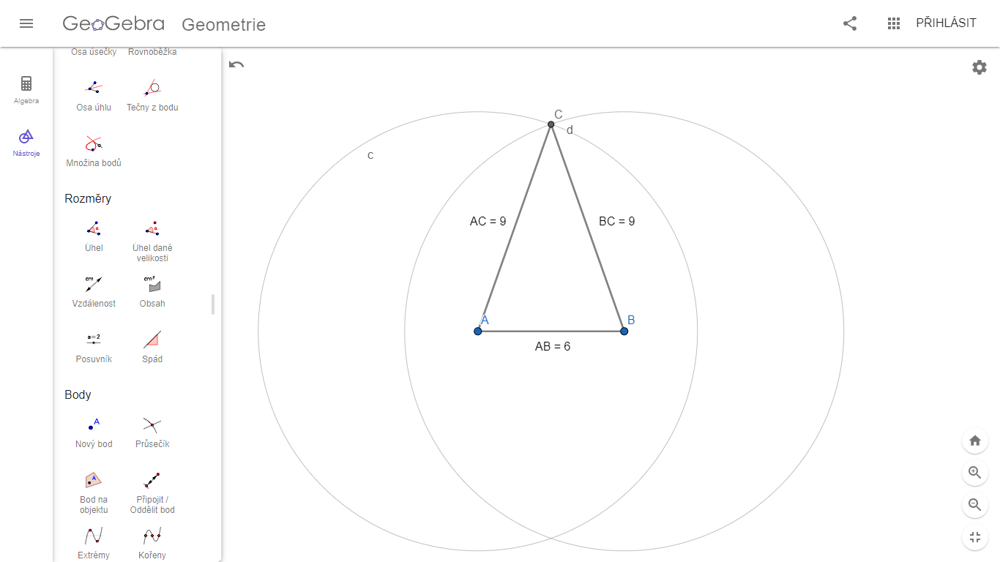 GeoGebra
Geometrie
PŘIHLÁSIT
Algebra
Nástroje
Osa úsečky
Rovnoběžka
Osa úhlu
Tečny z bodu
Množina bodů
Rozměry
α
Úhel
α
Úhel dané
velikosti
cm
Vzdálenost
cm²
Obsah
a=2
Posuvník
Spád
Body
A
Nový bod
Průsečík
A
Bod na
objektu
Připojit /
Oddělit bod
Extrémy
Kořeny
C
d
c
AC = 9
BC = 9
A
B
AB = 6